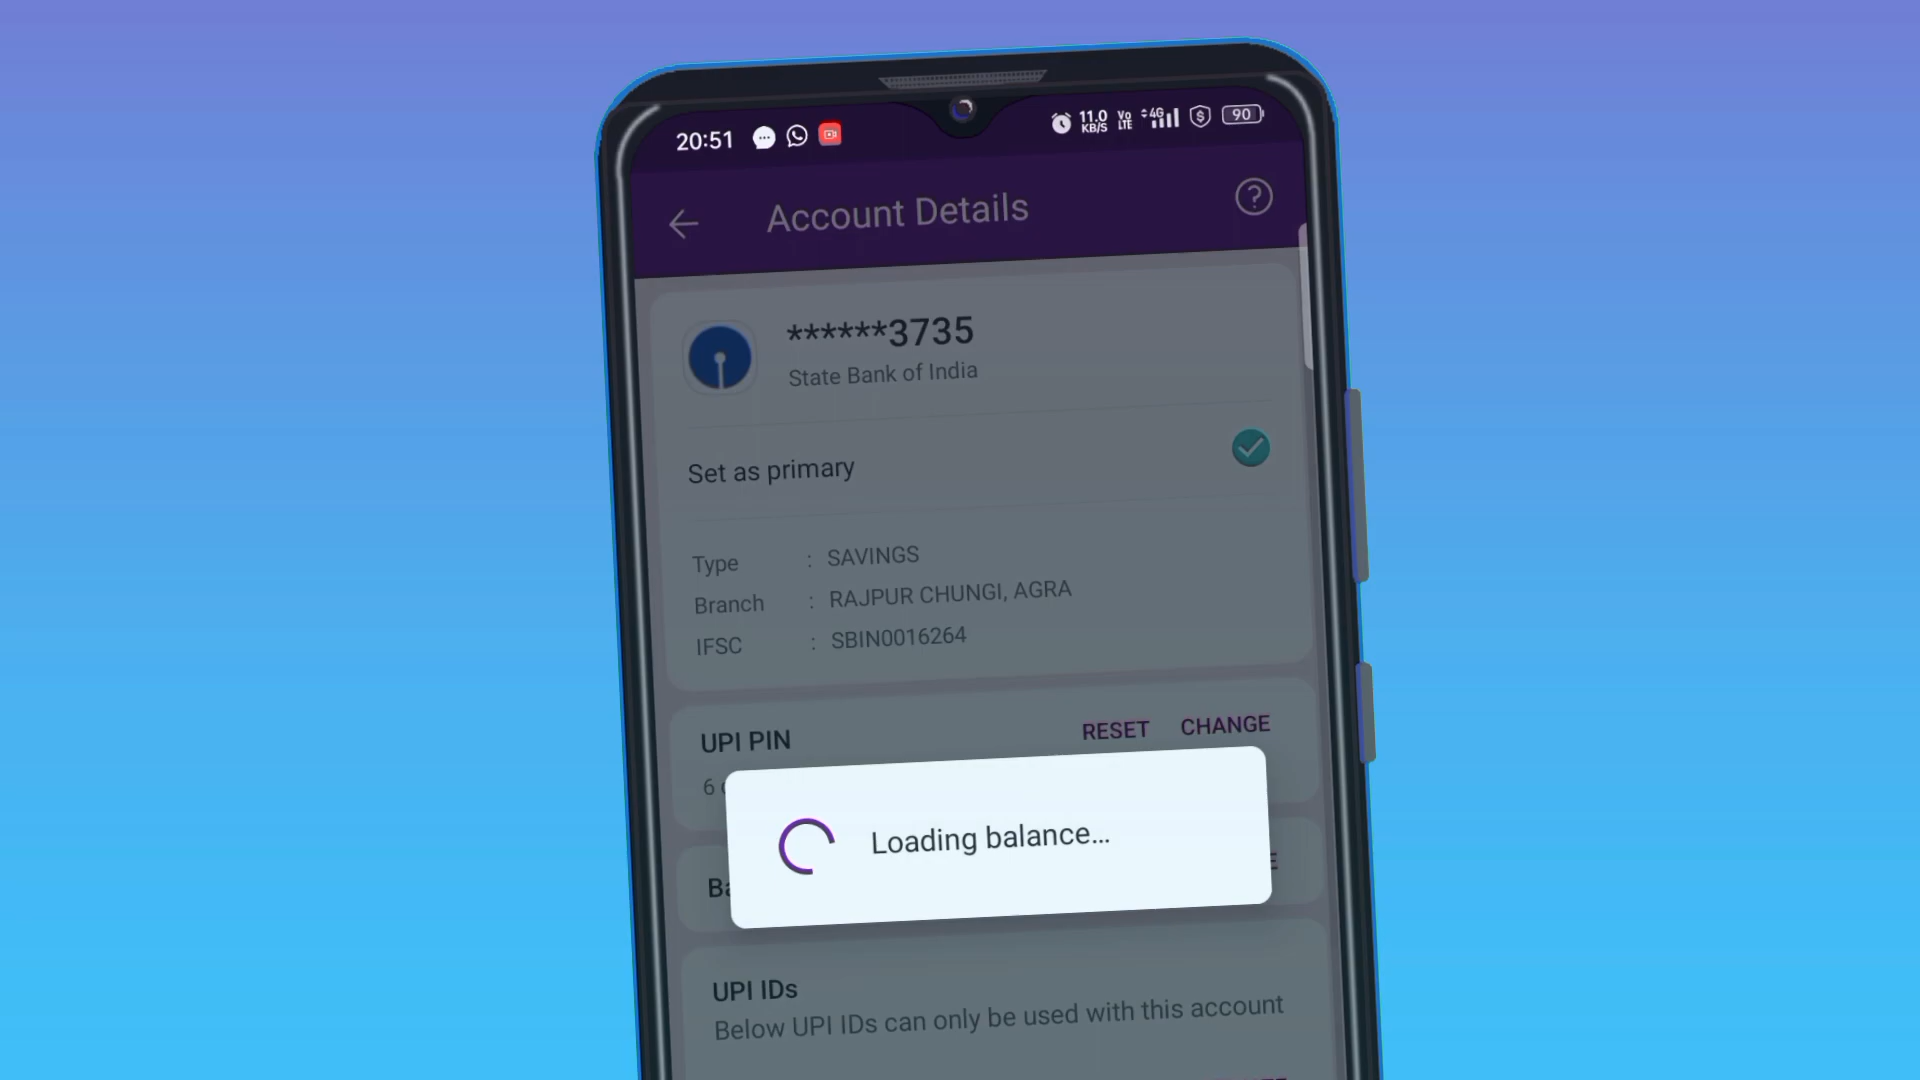 20:51
11.0 KB/S
Vo LTE 4G
90
Account Details
******3735
State Bank of India
Set as primary
Type : SAVINGS
Branch : RAJPUR CHUNGI, AGRA
IFSC : SBIN0016264
UPI PIN RESET CHANGE
6
Loading balance...
UPI IDs
Below UPI IDs can only be used with this account